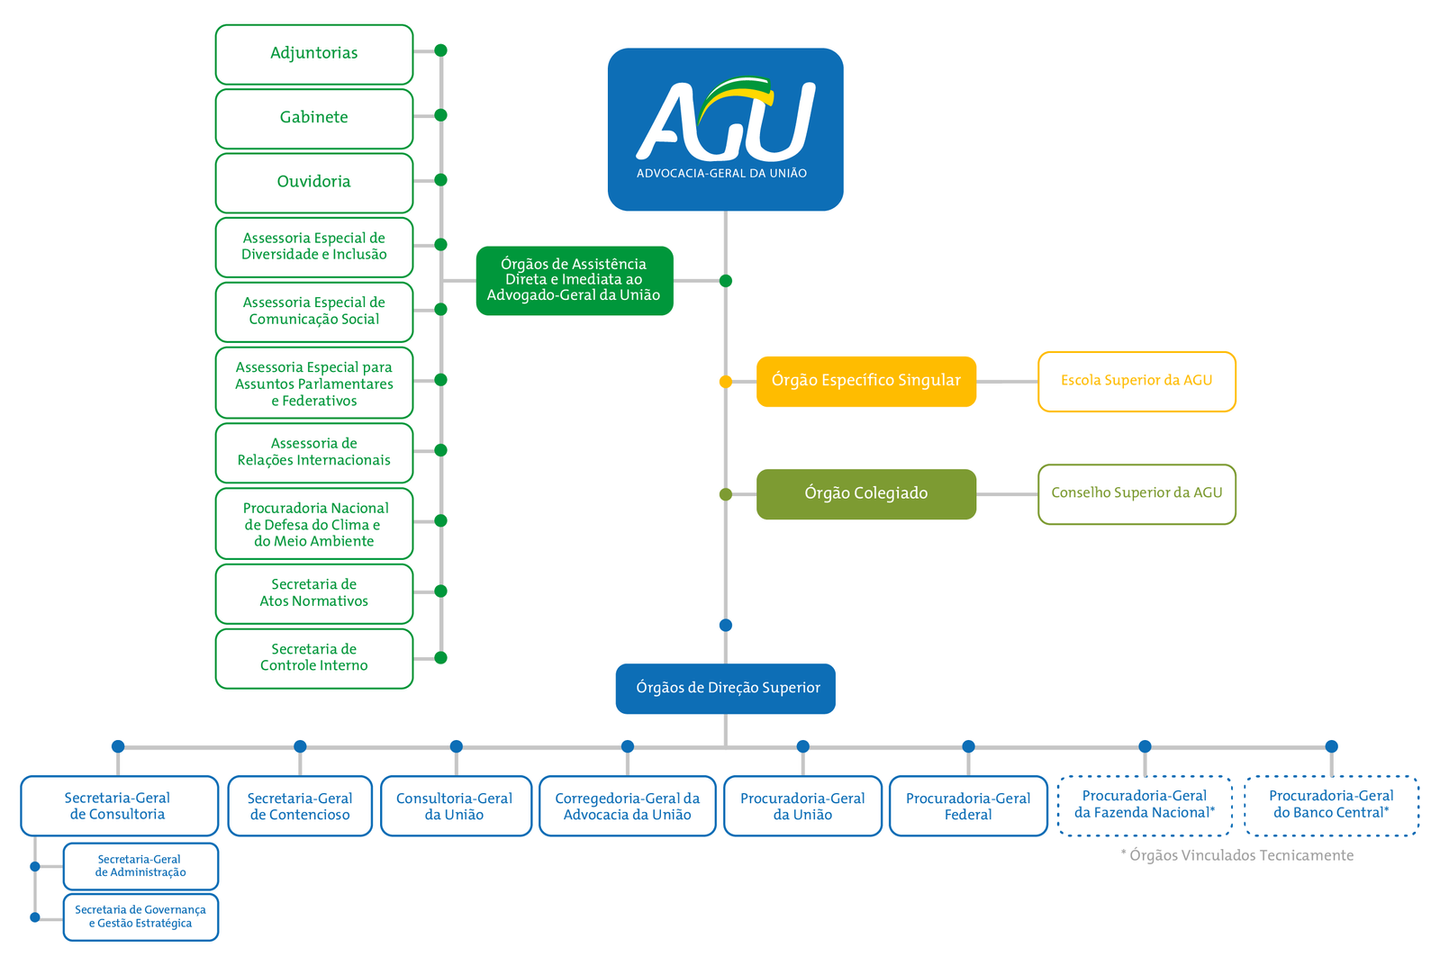 Adjuntorias
Gabinete
Ouvidoria
Assessoria Especial de
Diversidade e Inclusão
Assessoria Especial de
Comunicação Social
Assessoria Especial para
Assuntos Parlamentares
e Federativos
Assessoria de
Relações Internacionais
Procuradoria Nacional
de Defesa do Clima e
do Meio Ambiente
Secretaria de
Atos Normativos
Secretaria de
Controle Interno
AGU
ADVOCACIA-GERAL DA UNIÃO
Órgãos de Assistência
Direta e Imediata ao
Advogado-Geral da União
Órgão Específico Singular
Escola Superior da AGU
Órgão Colegiado
Conselho Superior da AGU
Órgãos de Direção Superior
Secretaria-Geral
de Consultoria
Secretaria-Geral
de Administração
Secretaria de Governança
e Gestão Estratégica
Secretaria-Geral
de Contencioso
Consultoria-Geral
da União
Corregedoria-Geral da
Advocacia da União
Procuradoria-Geral
da União
Procuradoria-Geral
Federal
Procuradoria-Geral
da Fazenda Nacional*
Procuradoria-Geral
do Banco Central*
* Órgãos Vinculados Tecnicamente